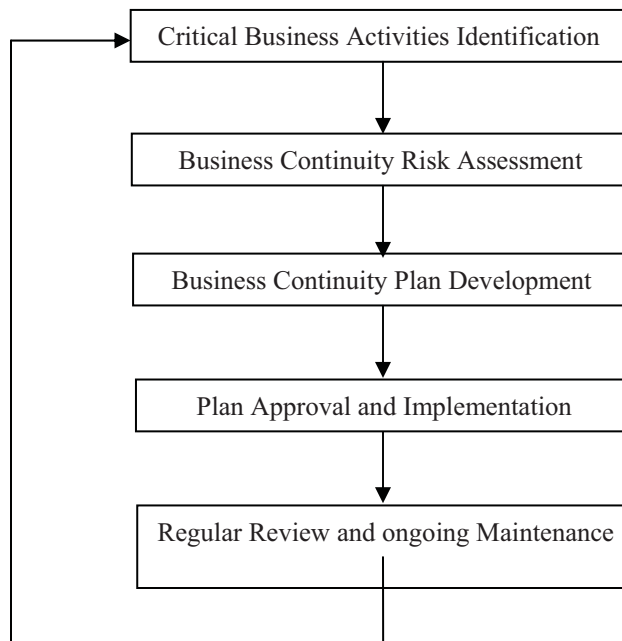 Critical Business Activities Identification
Business Continuity Risk Assessment
Business Continuity Plan Development
Plan Approval and Implementation
Regular Review and ongoing Maintenance